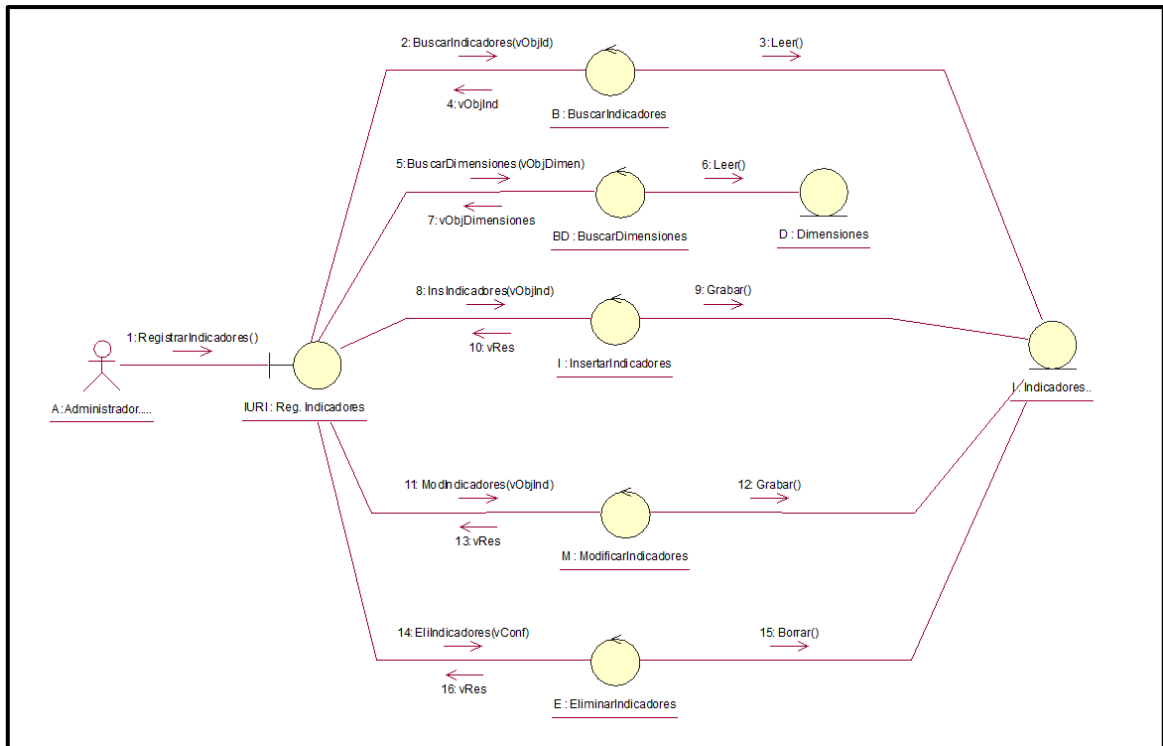 2: BuscarIndicadores(vObjId)
3:Leer()
4: vObjInd
B : BuscarIndicadores
5:BuscarDimensiones(vObjDimen)
6:Leer()
7:vObjDimensiones
BD : BuscarDimensiones
D : Dimensiones
8: InsIndicadores(vObjInd)
9:Grabar()
10: vRes
I : InsertarIndicadores
1:RegistrarIndicadores()
A:Administrador.....
IURI : Reg. Indicadores
I : Indicadores..
11: ModIndicadores(vObjInd)
12: Grabar()
13:vRes
M : ModificarIndicadores
14:EliIndicadores(vConf)
15: Borrar()
16:vRes
E : EliminarIndicadores